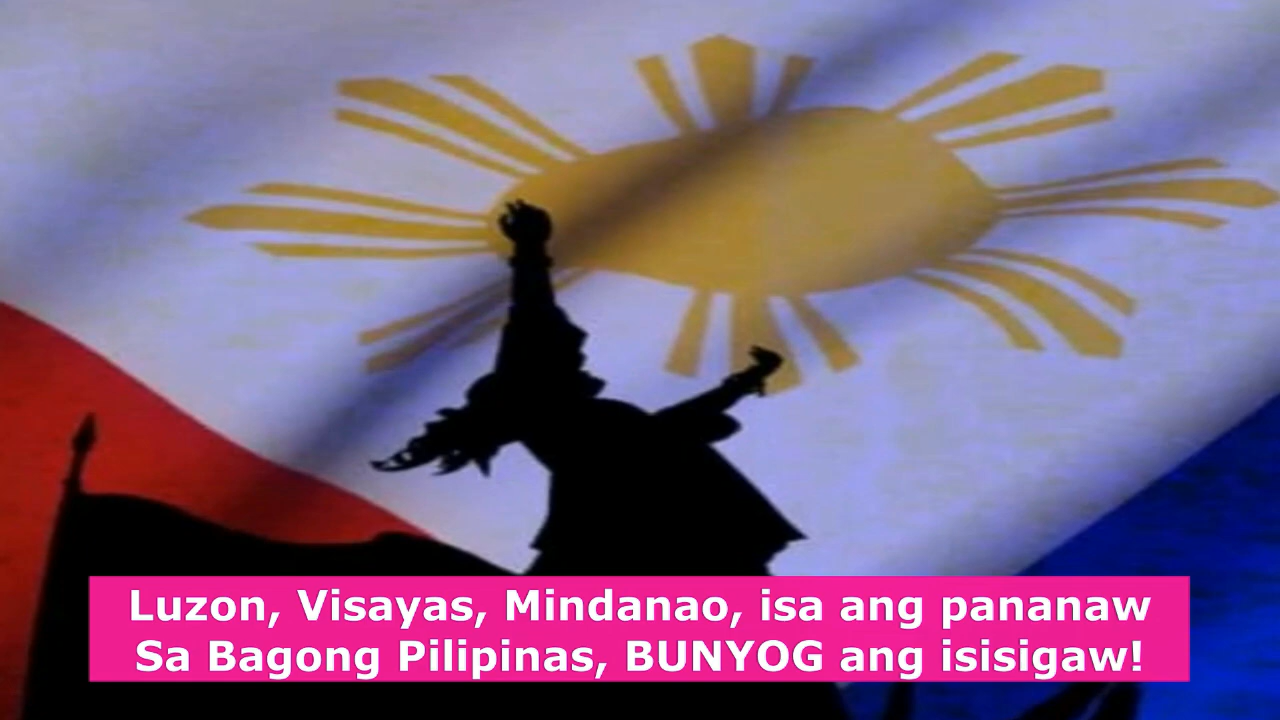 Luzon, Visayas, Mindanao, isa ang pananaw
Sa Bagong Pilipinas, BUNYOG ang isisigaw!